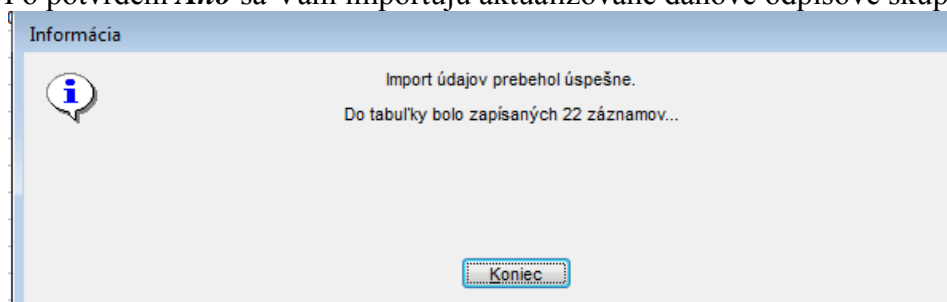 Po potvrdení Áno sa Vám importujú aktualizované daňové odpisové skup
Informácia
Import údajov prebehol úspešne.
Do tabuľky bolo zapísaných 22 záznamov...
Koniec